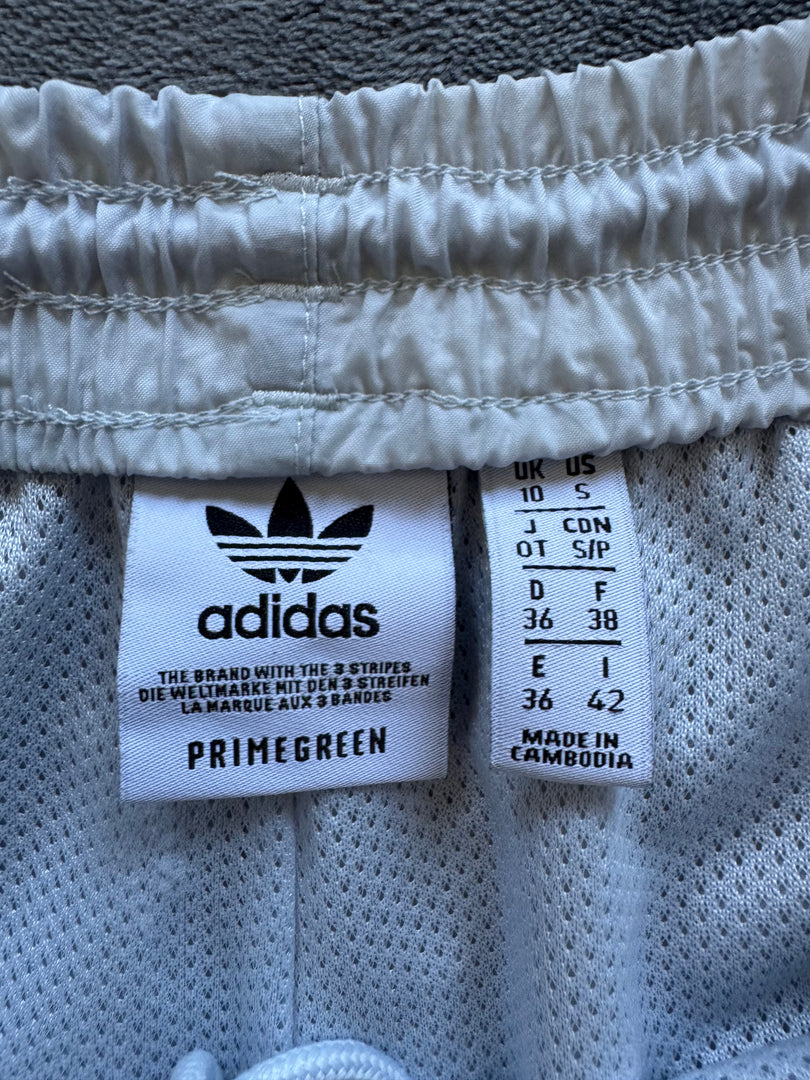 adidas
THE BRAND WITH THE 3 STRIPES
DIE WELTMARKE MIT DEN 3 STREIFEN
LA MARQUE AUX 3 BANDES
PRIMEGREEN
UK US
10 S
J CDN
OT S/P
D F
36 38
E I
36 42
MADE IN
CAMBODIA